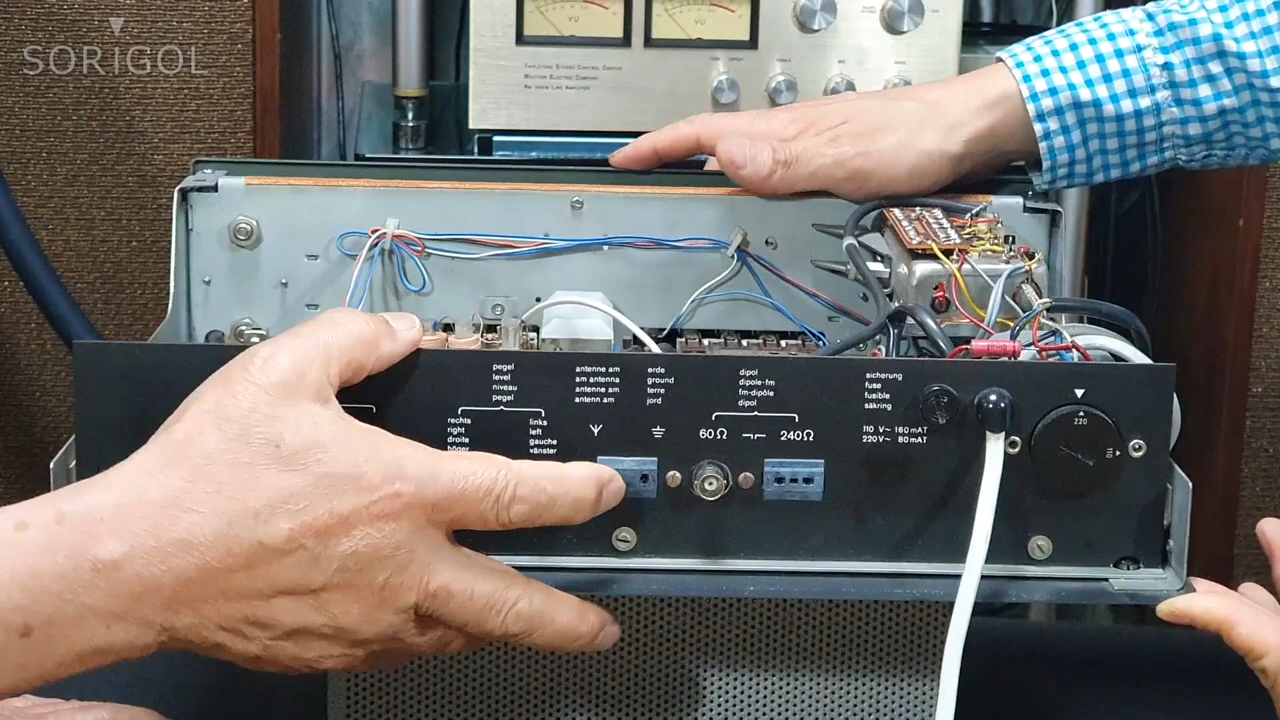 SORIGOL
VU
VU
pegel
level
niveau
pegel
rechts
right
droite
höger
links
left
gauche
vänster
antenne am
am antenna
antenne am
antenn am
erde
ground
terre
jord
dipol
dipole-fm
fm-dipôle
dipol
60Ω
240Ω
sicherung
fuse
fusible
säkring
110 V~ 160 mAT
220 V~ 80 mAT
220
110